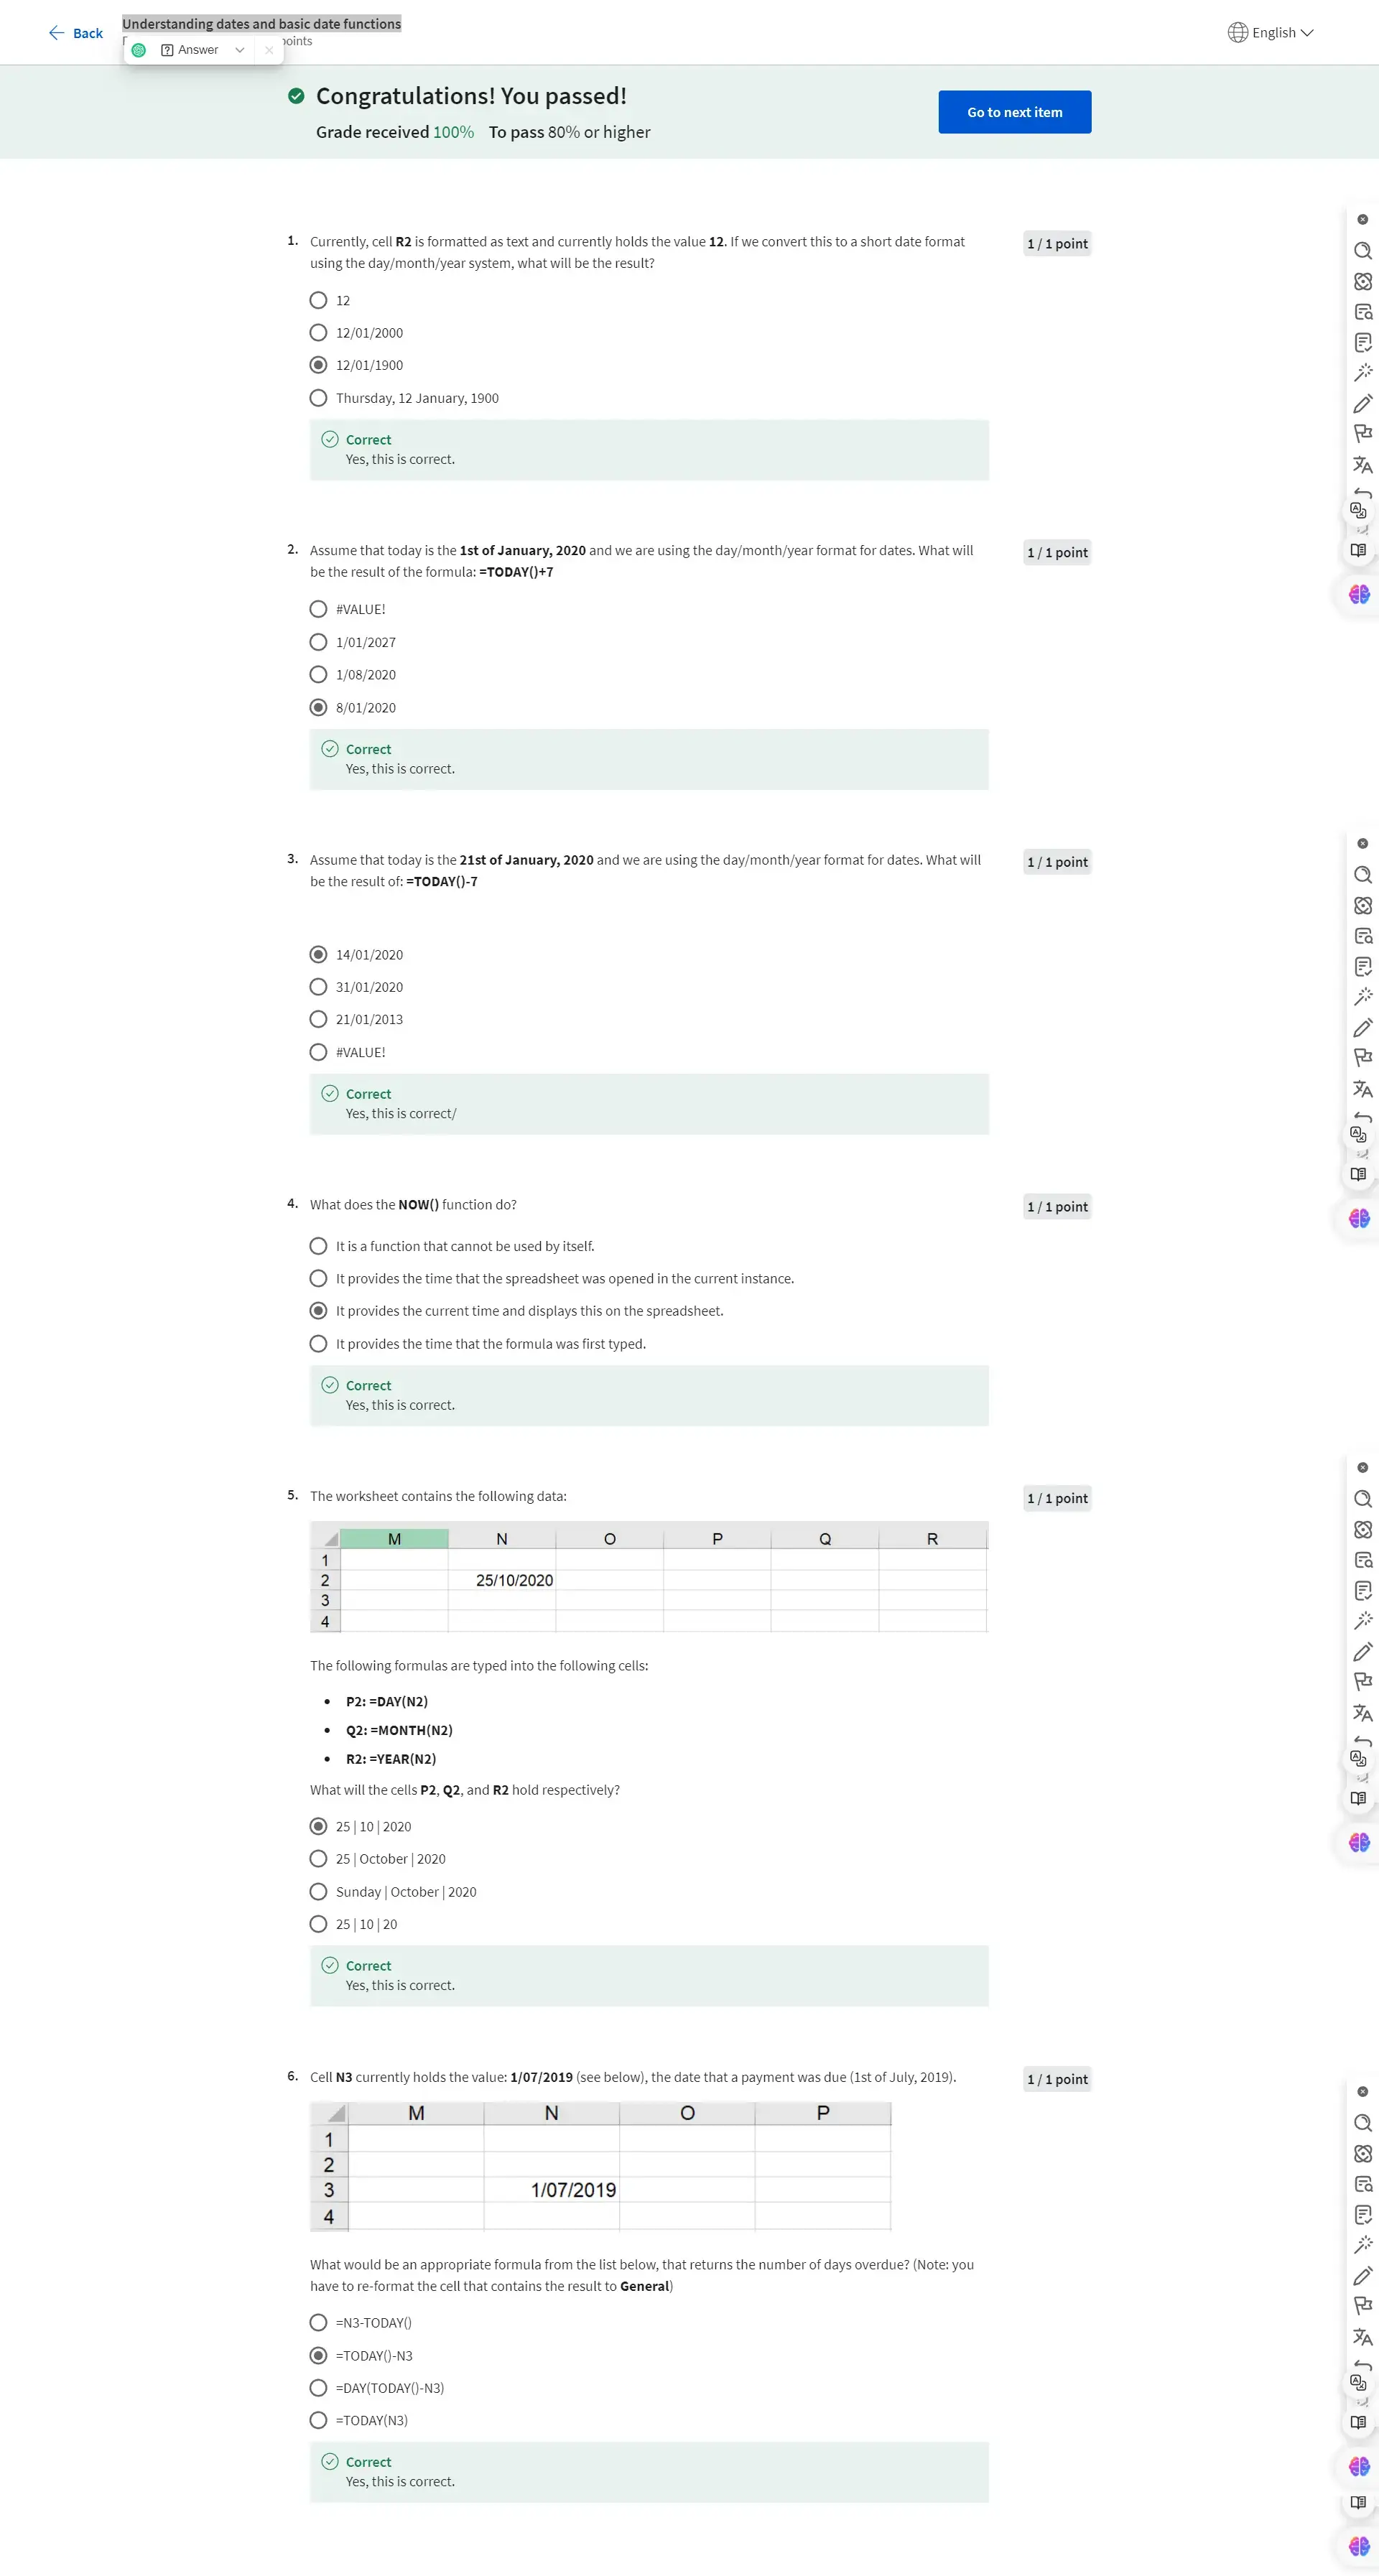 Back
Understanding dates and basic date functions
points
Answer
English
Congratulations! You passed!
Grade received 100% To pass 80% or higher
Go to next item
1. Currently, cell R2 is formatted as text and currently holds the value 12. If we convert this to a short date format
using the day/month/year system, what will be the result?
1 / 1 point
12
12/01/2000
12/01/1900
Thursday, 12 January, 1900
Correct
Yes, this is correct.
2. Assume that today is the 1st of January, 2020 and we are using the day/month/year format for dates. What will
be the result of the formula: =TODAY()+7
1 / 1 point
#VALUE!
1/01/2027
1/08/2020
8/01/2020
Correct
Yes, this is correct.
3. Assume that today is the 21st of January, 2020 and we are using the day/month/year format for dates. What will
be the result of: =TODAY()-7
1 / 1 point
14/01/2020
31/01/2020
21/01/2013
#VALUE!
Correct
Yes, this is correct/
4. What does the NOW() function do?
1 / 1 point
It is a function that cannot be used by itself.
It provides the time that the spreadsheet was opened in the current instance.
It provides the current time and displays this on the spreadsheet.
It provides the time that the formula was first typed.
Correct
Yes, this is correct.
5. The worksheet contains the following data:
1 / 1 point
M N O P Q R
1
2 25/10/2020
3
4
The following formulas are typed into the following cells:
• P2: =DAY(N2)
• Q2: =MONTH(N2)
• R2: =YEAR(N2)
What will the cells P2, Q2, and R2 hold respectively?
25 | 10 | 2020
25 | October | 2020
Sunday | October | 2020
25 | 10 | 20
Correct
Yes, this is correct.
6. Cell N3 currently holds the value: 1/07/2019 (see below), the date that a payment was due (1st of July, 2019).
1 / 1 point
M N O P
1
2
3 1/07/2019
4
What would be an appropriate formula from the list below, that returns the number of days overdue? (Note: you
have to re-format the cell that contains the result to General)
=N3-TODAY()
=TODAY()-N3
=DAY(TODAY()-N3)
=TODAY(N3)
Correct
Yes, this is correct.